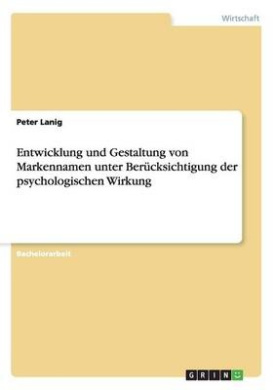 Wirtschaft
Peter Lanig
Entwicklung und Gestaltung von
Markennamen unter Berücksichtigung der
psychologischen Wirkung
Bachelorarbeit
GRIN